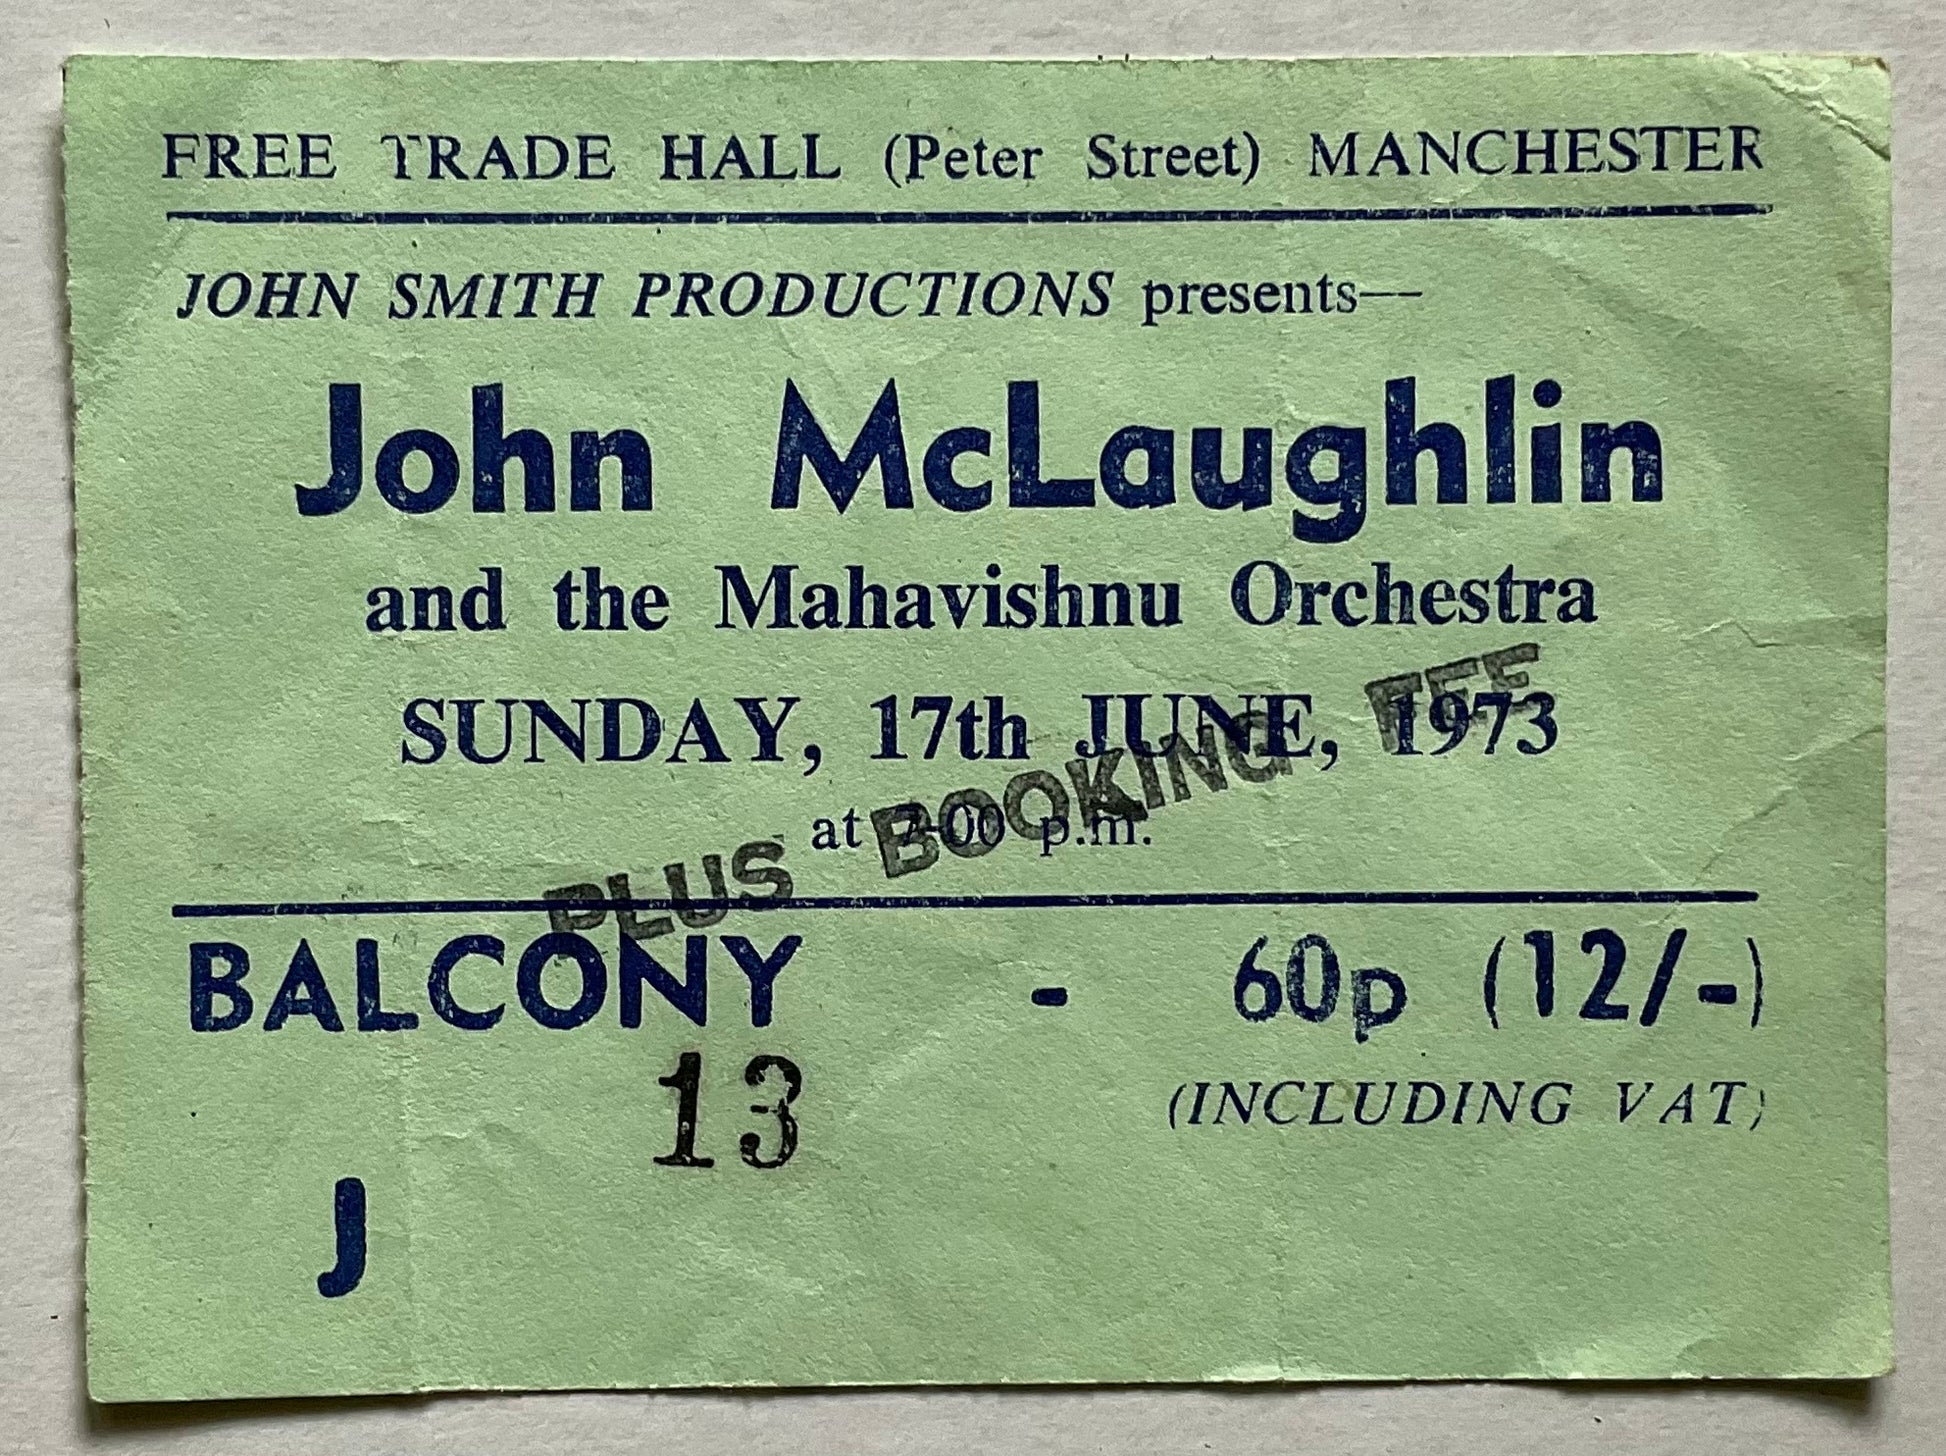 FREE TRADE HALL (Peter Street) MANCHESTER
JOHN SMITH PRODUCTIONS presents—
John McLaughlin
and the Mahavishnu Orchestra
SUNDAY, 17th JUNE, 1973
at 7-00 p.m.
PLUS BOOKING FEE
BALCONY - 60p (12/-)
13
(INCLUDING VAT)
J